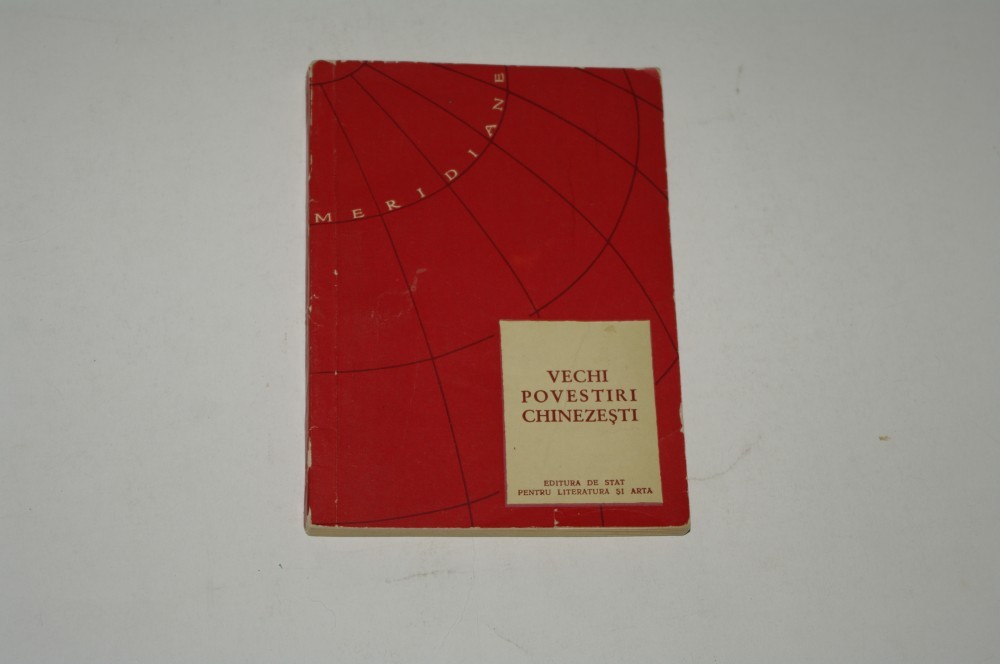 MERIDIANE
VECHI
POVESTIRI
CHINEZEȘTI
EDITURA DE STAT
PENTRU LITERATURĂ ȘI ARTĂ